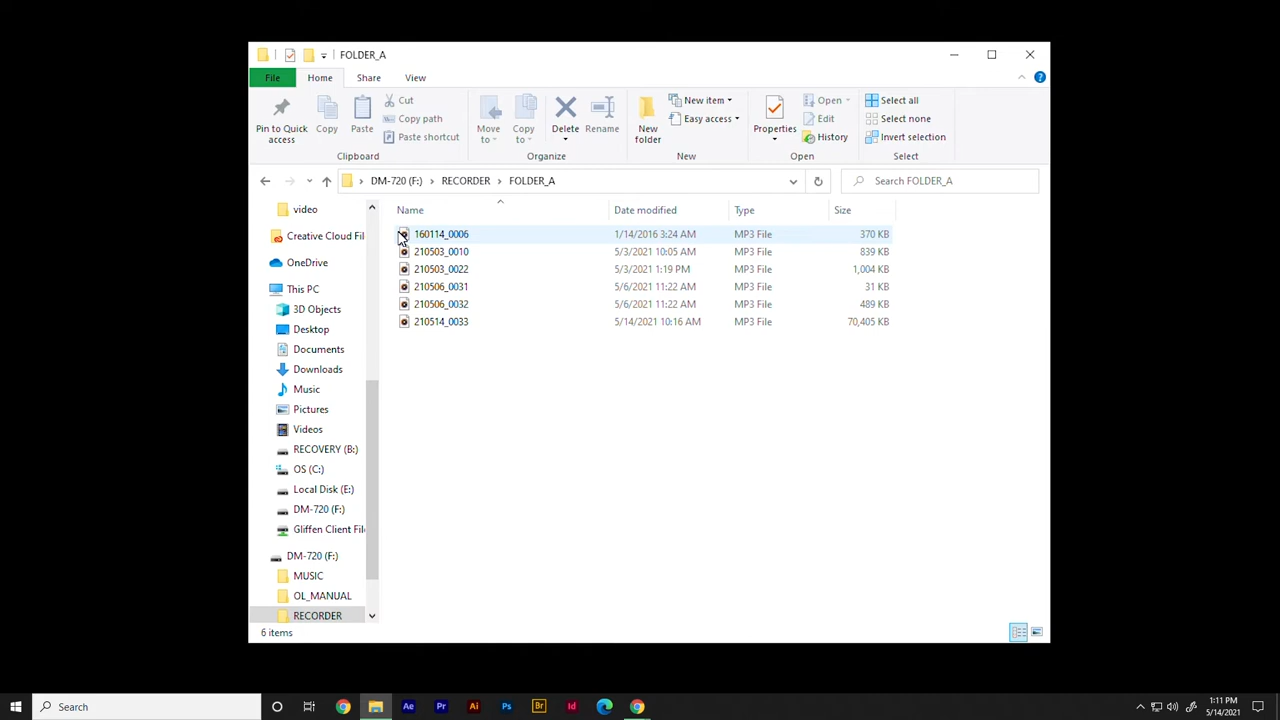 FOLDER_A
File Home Share View
Pin to Quick access
Copy
Paste
Cut
Copy path
Paste shortcut
Clipboard
Move to
Copy to
Delete
Rename
Organize
New folder
New item
Easy access
New
Properties
Open
Edit
History
Open
Select all
Select none
Invert selection
Select
DM-720 (F:) > RECORDER > FOLDER_A
Search FOLDER_A
Name Date modified Type Size
160114_0006 1/14/2016 3:24 AM MP3 File 370 KB
210503_0010 5/3/2021 10:05 AM MP3 File 839 KB
210503_0022 5/3/2021 1:19 PM MP3 File 1,004 KB
210506_0031 5/6/2021 11:22 AM MP3 File 31 KB
210506_0032 5/6/2021 11:22 AM MP3 File 489 KB
210514_0033 5/14/2021 10:16 AM MP3 File 70,405 KB
video
Creative Cloud Fil
OneDrive
This PC
3D Objects
Desktop
Documents
Downloads
Music
Pictures
Videos
RECOVERY (B:)
OS (C:)
Local Disk (E:)
DM-720 (F:)
Gliffen Client File
DM-720 (F:)
MUSIC
OL_MANUAL
RECORDER
6 items
Search
Ae
Pr
Ai
Ps
Br
Id
1:11 PM
5/14/2021